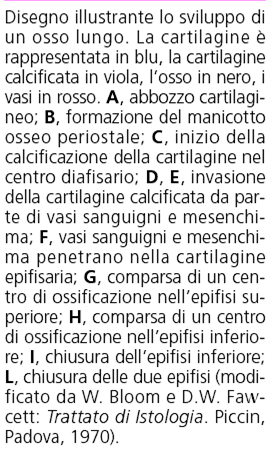 Disegno illustrante lo sviluppo di
un osso lungo. La cartilagine è
rappresentata in blu, la cartilagine
calcificata in viola, l'osso in nero, i
vasi in rosso. A, abbozzo cartilagi-
neo; B, formazione del manicotto
osseo periostale; C, inizio della
calcificazione della cartilagine nel
centro diafisario; D, E, invasione
della cartilagine calcificata da par-
te di vasi sanguigni e mesenchi-
ma; F, vasi sanguigni e mesenchi-
ma penetrano nella cartilagine
epifisaria; G, comparsa di un cen-
tro di ossificazione nell'epifisi su-
periore; H, comparsa di un centro
di ossificazione nell'epifisi inferio-
re; I, chiusura dell'epifisi inferiore;
L, chiusura delle due epifisi (modi-
ficato da W. Bloom e D.W. Faw-
cett: Trattato di Istologia. Piccin,
Padova, 1970).